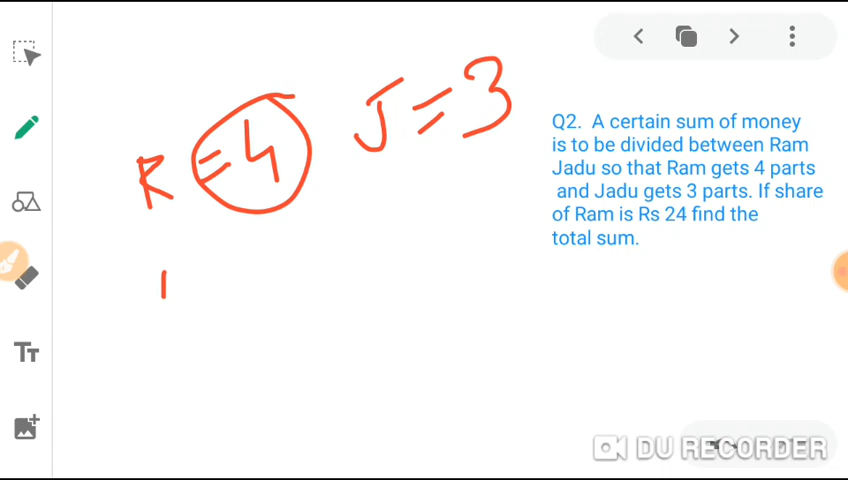 R = 4 J = 3
Q2. A certain sum of money
is to be divided between Ram
Jadu so that Ram gets 4 parts
and Jadu gets 3 parts. If share
of Ram is Rs 24 find the
total sum.
TT
DU RECORDER